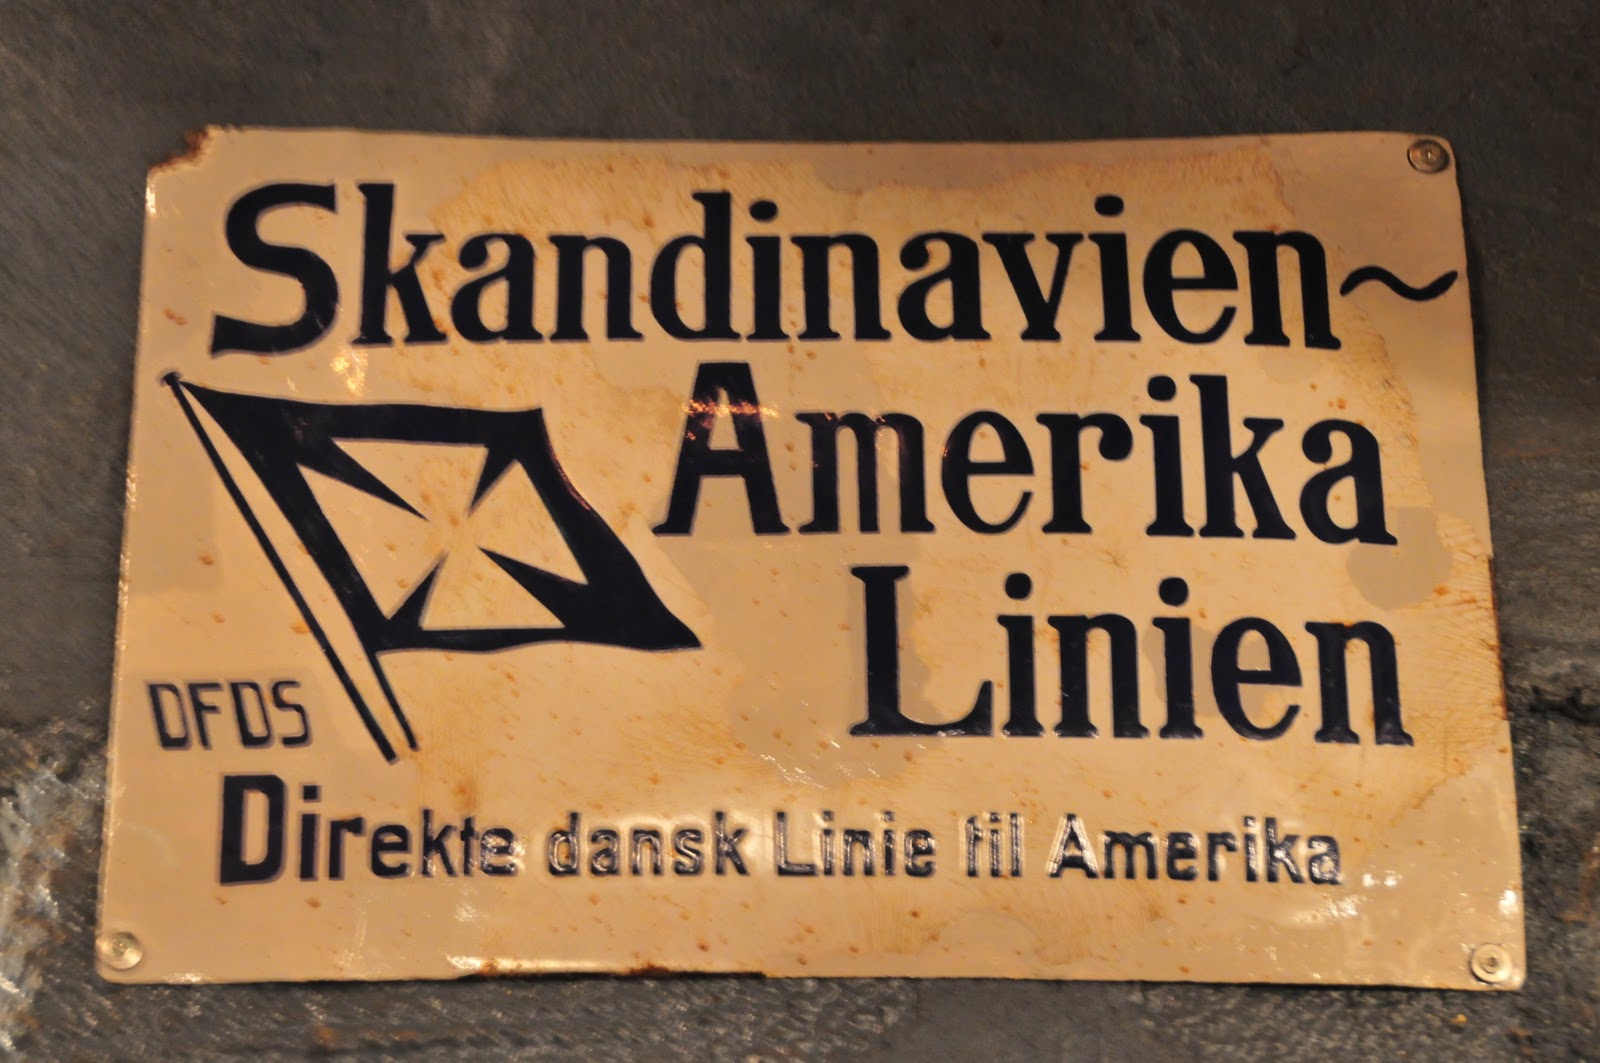 Skandinavien~
Amerika
Linien
DFDS
Direkte dansk Linie til Amerika